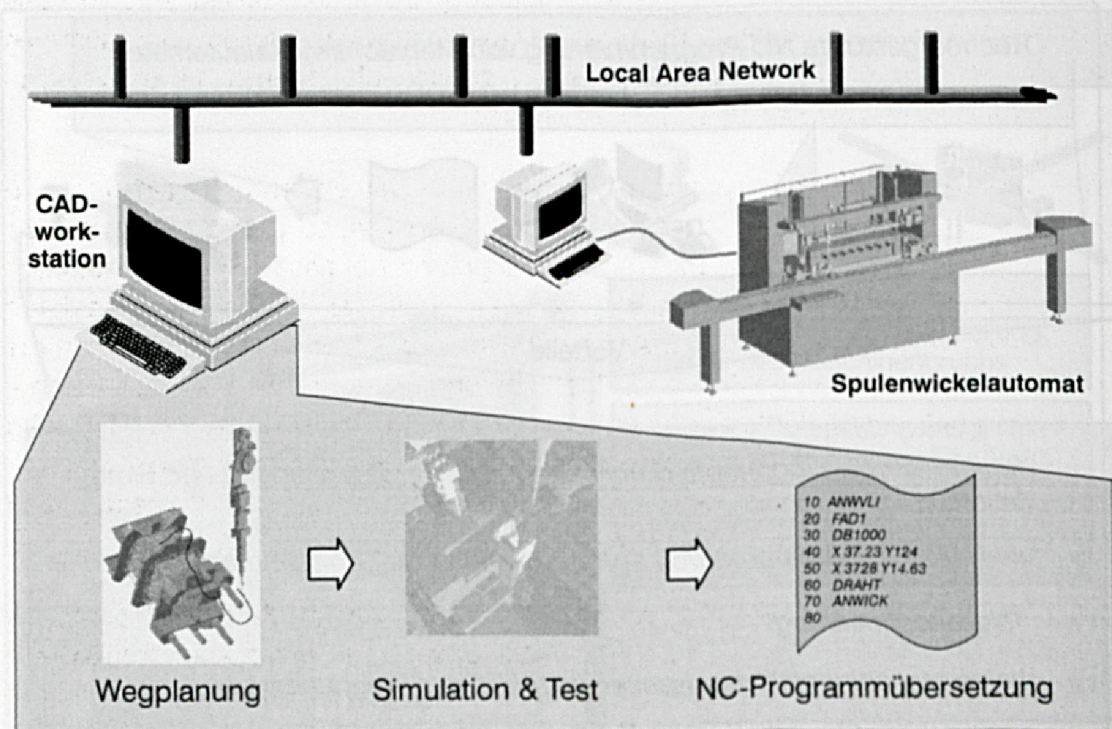 Local Area Network
CAD-
work-
station
Spulenwickelautomat
10 ANWVLI
20 FAD1
30 DB1000
40 X 37.23 Y124
50 X 3728 Y14.63
60 DRAHT
70 ANWICK
80
Wegplanung
Simulation & Test
NC-Programmübersetzung